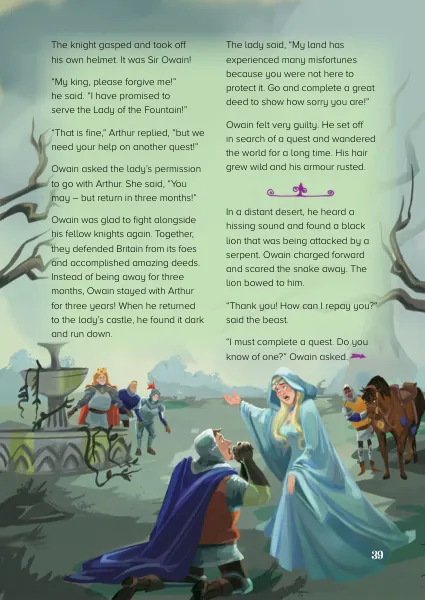 The knight gasped and took off
his own helmet. It was Sir Owain!
“My king, please forgive me!”
he said. “I have promised to
serve the Lady of the Fountain!”
“That is fine,” Arthur replied, “but we
need your help on another quest!”
Owain asked the lady’s permission
to go with Arthur. She said, “You
may – but return in three months!”
Owain was glad to fight alongside
his fellow knights again. Together,
they defended Britain from its foes
and accomplished amazing deeds.
Instead of being away for three
months, Owain stayed with Arthur
for three years! When he returned
to the lady’s castle, he found it dark
and run down.
The lady said, “My land has
experienced many misfortunes
because you were not here to
protect it. Go and complete a great
deed to show how sorry you are!”
Owain felt very guilty. He set off
in search of a quest and wandered
the world for a long time. His hair
grew wild and his armour rusted.
In a distant desert, he heard a
hissing sound and found a black
lion that was being attacked by a
serpent. Owain charged forward
and scared the snake away. The
lion bowed to him.
“Thank you! How can I repay you?”
said the beast.
“I must complete a quest. Do you
know of one?” Owain asked.
39